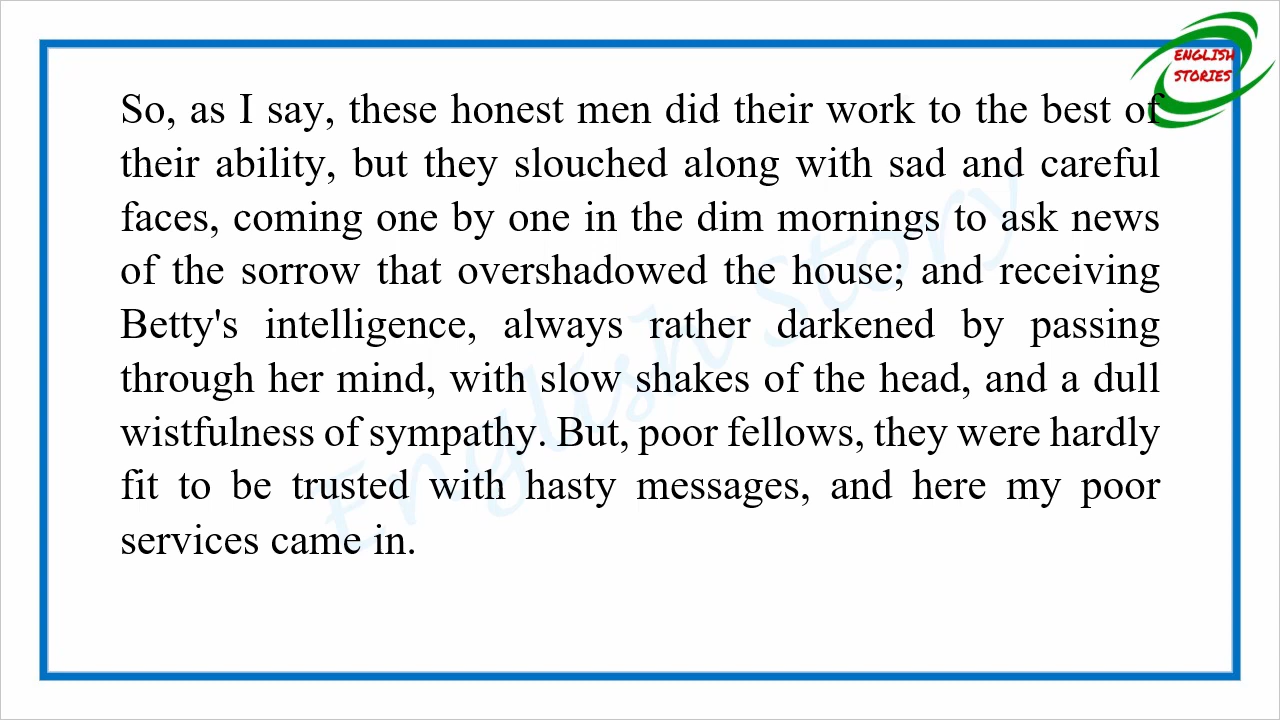 ENGLISH
STORIES
So, as I say, these honest men did their work to the best of
their ability, but they slouched along with sad and careful
faces, coming one by one in the dim mornings to ask news
of the sorrow that overshadowed the house; and receiving
Betty's intelligence, always rather darkened by passing
through her mind, with slow shakes of the head, and a dull
wistfulness of sympathy. But, poor fellows, they were hardly
fit to be trusted with hasty messages, and here my poor
services came in.
English Story